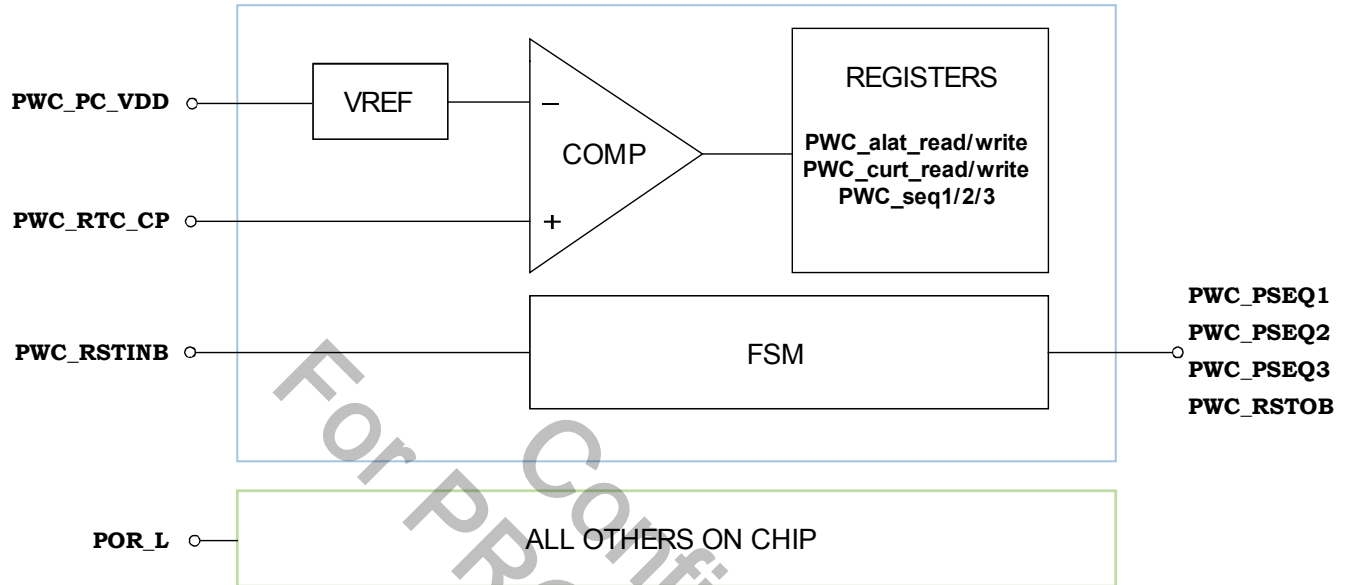 REGISTERS
PWC_PC_VDD
VREF
−
COMP
PWC_alat_read/write
PWC_curt_read/write
PWC_seq1/2/3
PWC_RTC_CP
+
PWC_PSEQ1
PWC_PSEQ2
PWC_PSEQ3
PWC_RSTOB
PWC_RSTINB
FSM
POR_L
ALL OTHERS ON CHIP
For